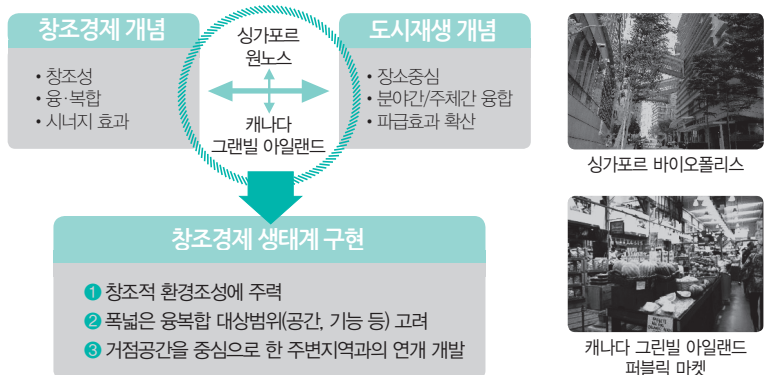 창조경제 개념
• 창조성
• 융·복합
• 시너지 효과
싱가포르
원노스
캐나다
그랜빌 아일랜드
도시재생 개념
• 장소중심
• 분야간/주체간 융합
• 파급효과 확산
창조경제 생태계 구현
❶ 창조적 환경조성에 주력
❷ 폭넓은 융복합 대상범위(공간, 기능 등) 고려
❸ 거점공간을 중심으로 한 주변지역과의 연개 개발
싱가포르 바이오폴리스
캐나다 그린빌 아일랜드
퍼블릭 마켓